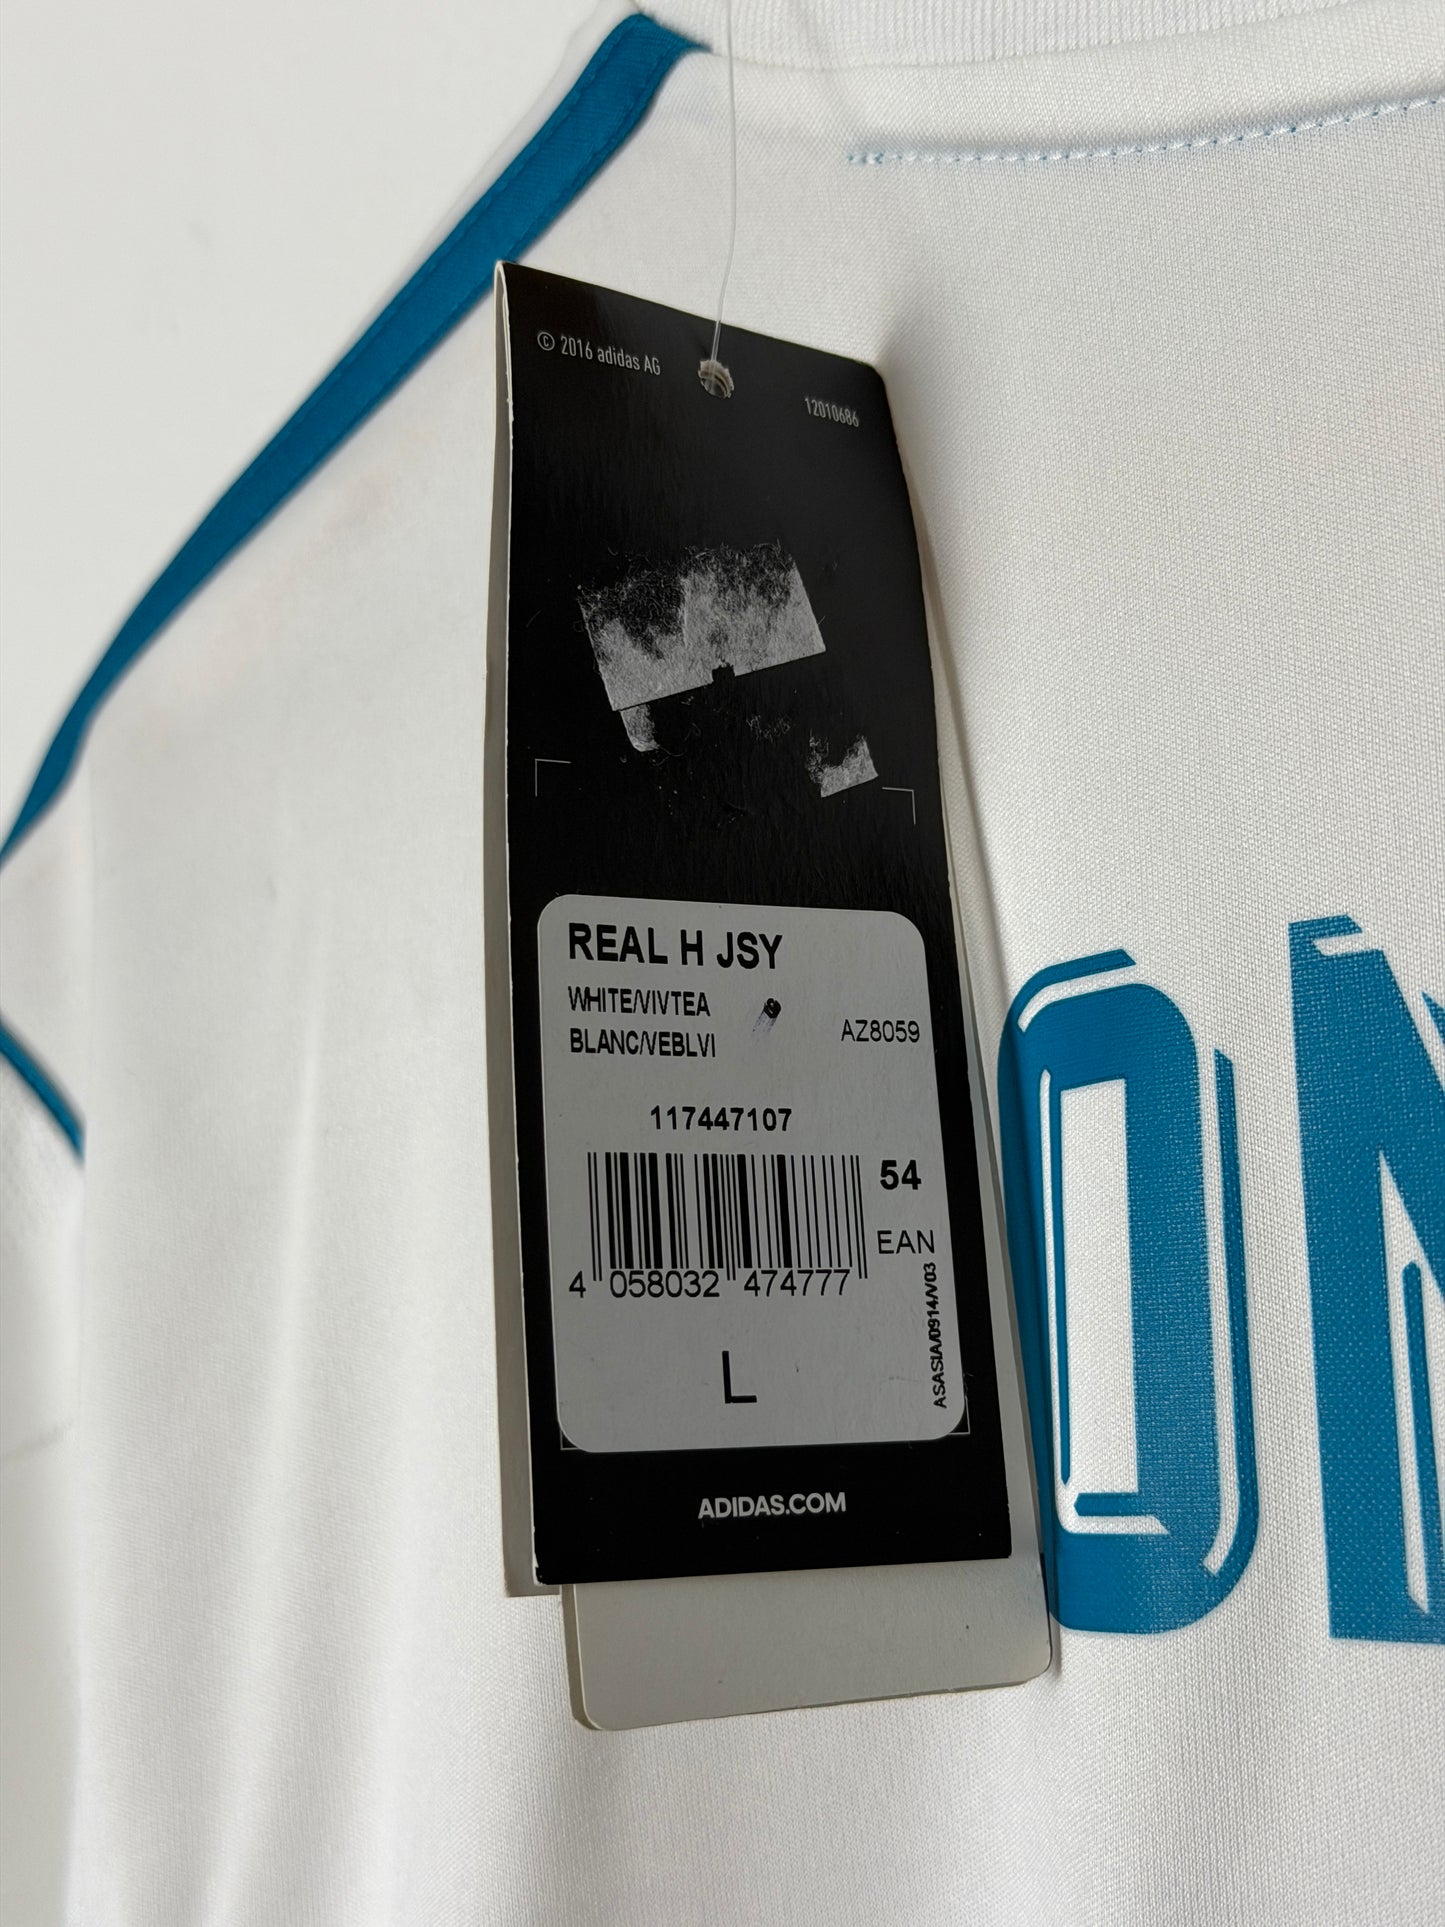 © 2016 adidas AG
12010686
REAL H JSY
WHITE/VIVTEA
BLANC/VEBLVI
AZ8059
117447107
54
EAN
4 058032 474777
ASASIA/0914/V03
L
ADIDAS.COM
ON